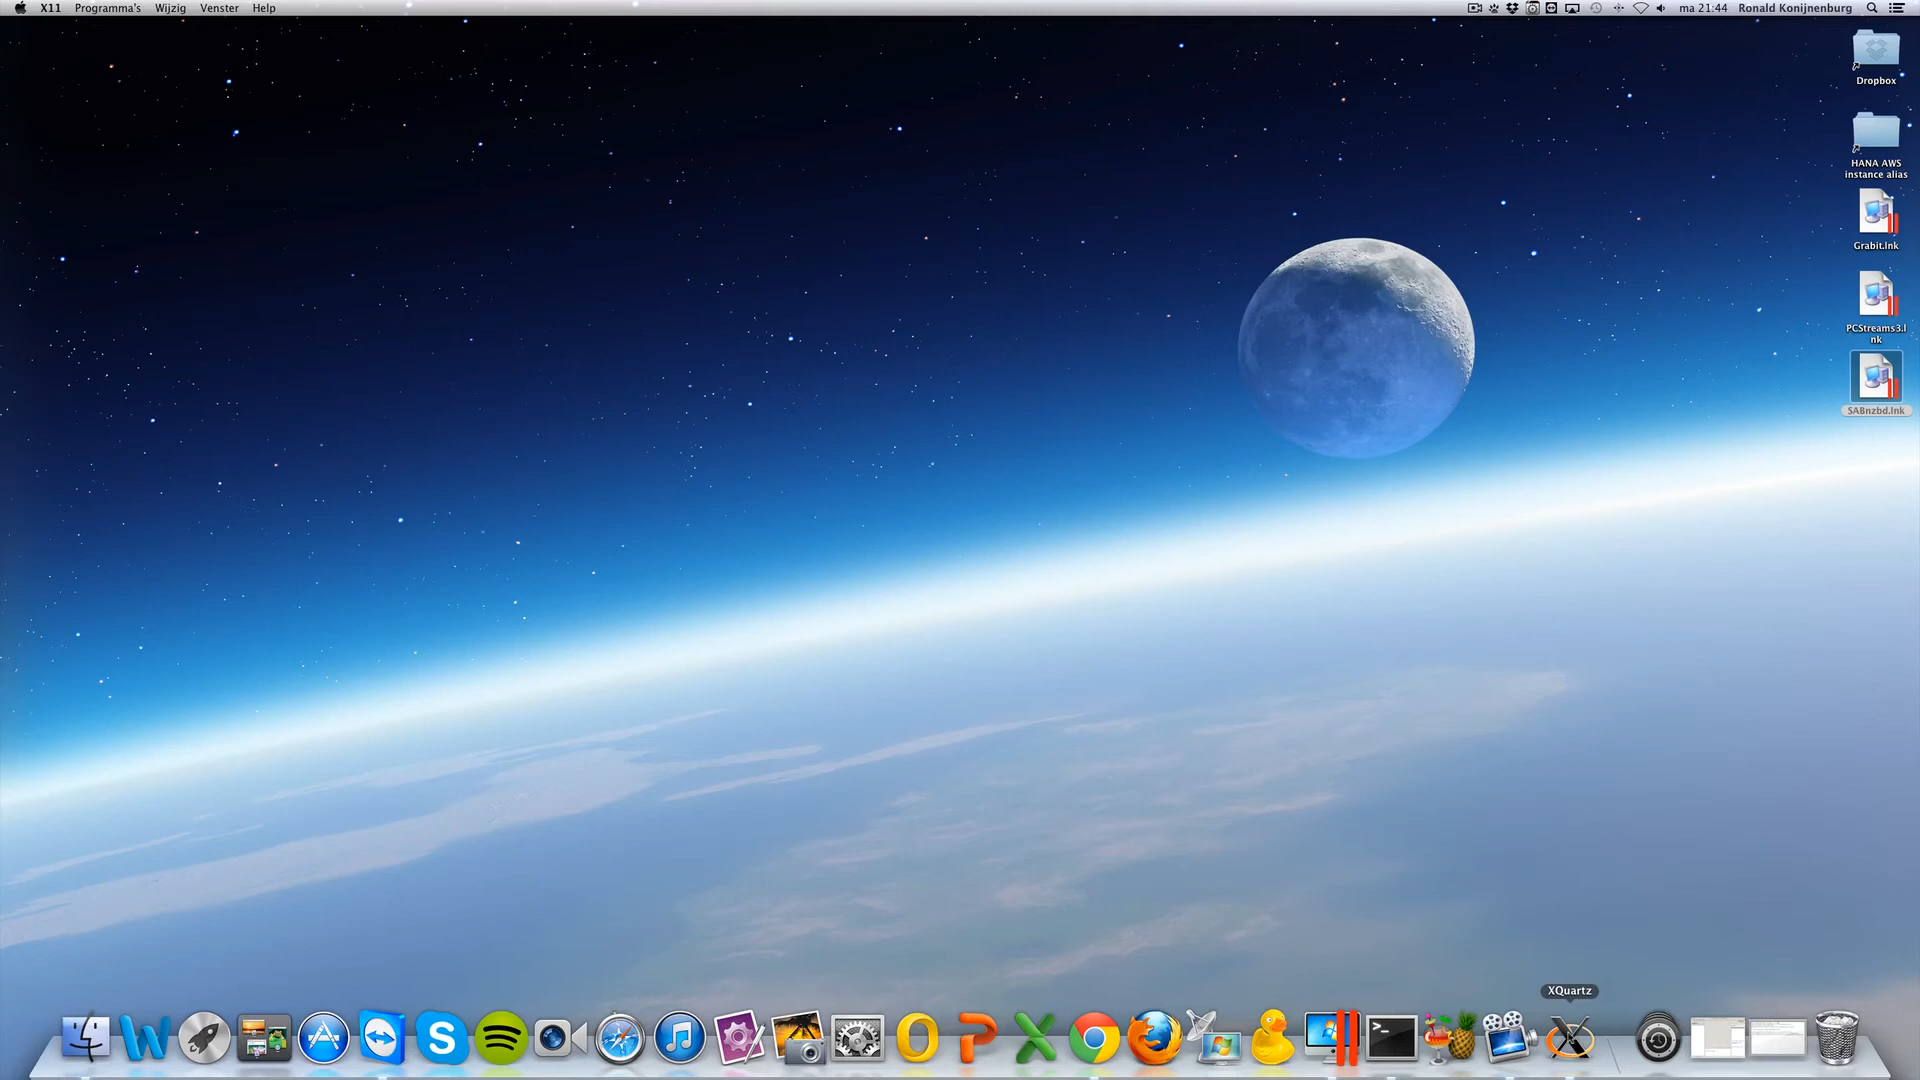 X11 Programma's Wijzig Venster Help
ma 21:44 Ronald Konijnenburg
Dropbox
HANA AWS
instance alias
Grabit.lnk
PCStreams3.l
nk
SABnzbd.lnk
XQuartz